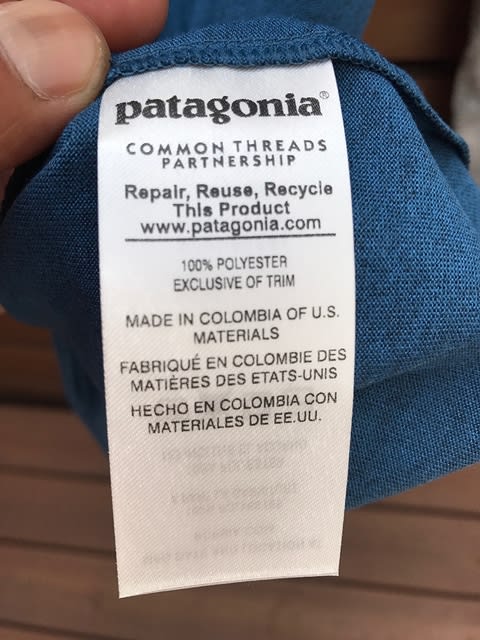 patagonia®
COMMON THREADS
PARTNERSHIP
Repair, Reuse, Recycle
This Product
www.patagonia.com
100% POLYESTER
EXCLUSIVE OF TRIM
MADE IN COLOMBIA OF U.S.
MATERIALS
FABRIQUÉ EN COLOMBIE DES
MATIÈRES DES ETATS-UNIS
HECHO EN COLOMBIA CON
MATERIALES DE EE.UU.